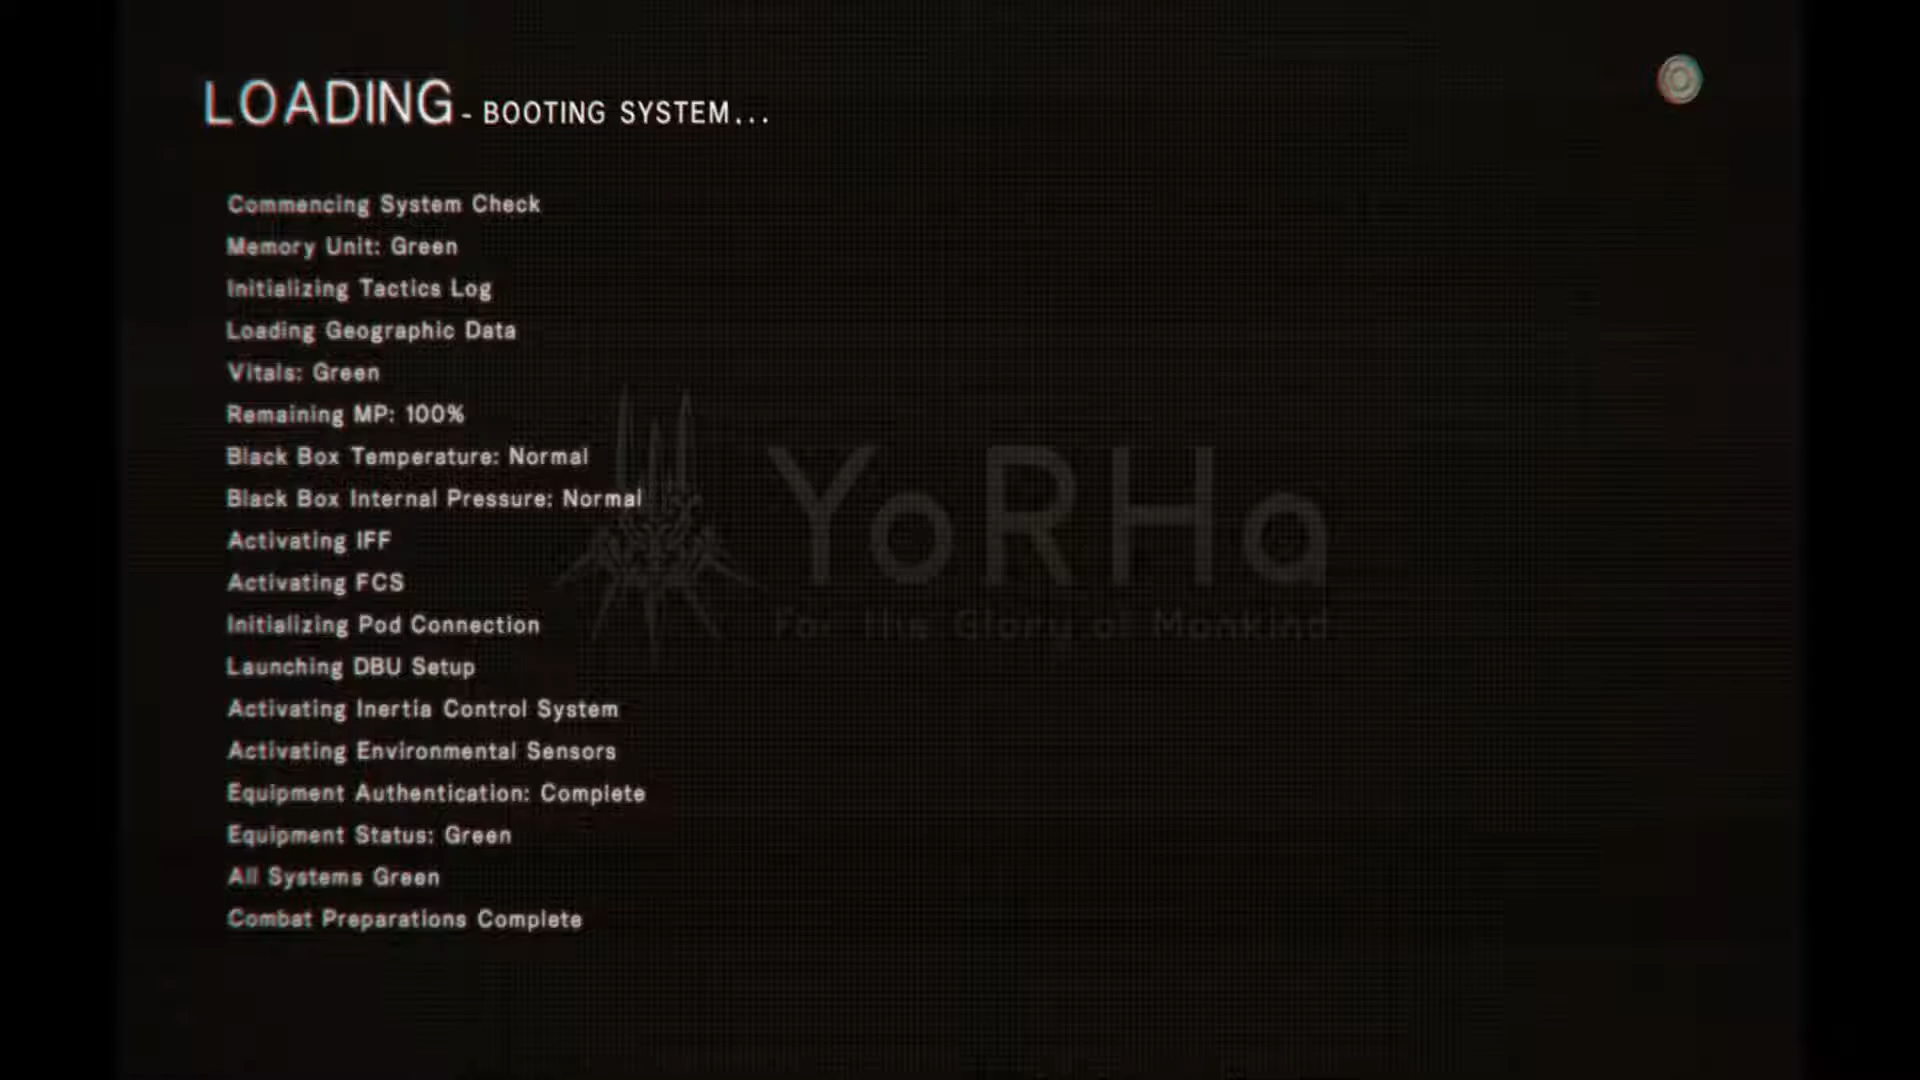 LOADING - BOOTING SYSTEM...
Commencing System Check
Memory Unit: Green
Initializing Tactics Log
Loading Geographic Data
Vitals: Green
Remaining MP: 100%
Black Box Temperature: Normal
Black Box Internal Pressure: Normal
Activating IFF
Activating FCS
Initializing Pod Connection
Launching DBU Setup
Activating Inertia Control System
Activating Environmental Sensors
Equipment Authentication: Complete
Equipment Status: Green
All Systems Green
Combat Preparations Complete
YoRHa
For the Glory of Mankind